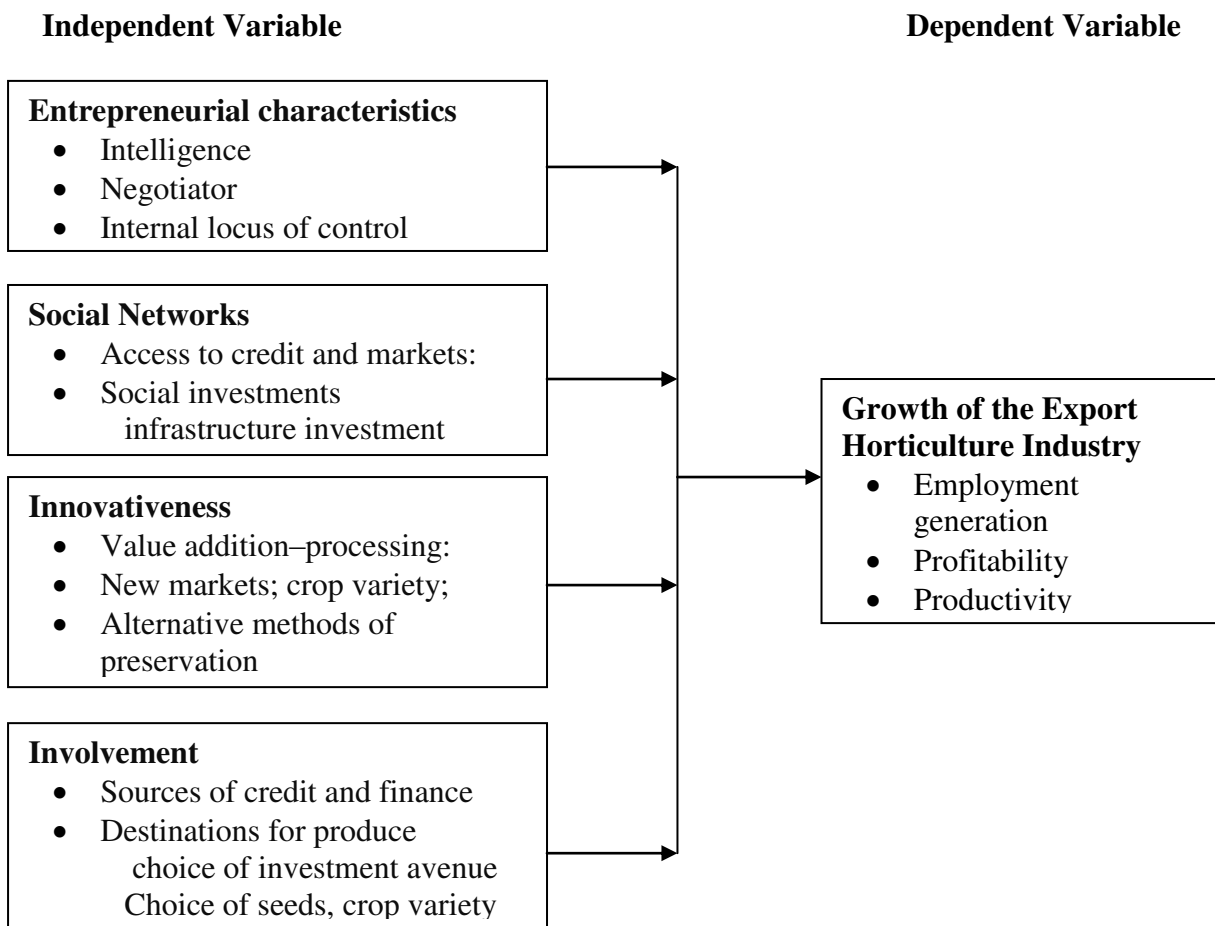 Independent Variable
Dependent Variable
Entrepreneurial characteristics
• Intelligence
• Negotiator
• Internal locus of control
Social Networks
• Access to credit and markets:
• Social investments
infrastructure investment
Innovativeness
• Value addition–processing:
• New markets; crop variety;
• Alternative methods of
preservation
Involvement
• Sources of credit and finance
• Destinations for produce
choice of investment avenue
Choice of seeds, crop variety
Growth of the Export
Horticulture Industry
• Employment
generation
• Profitability
• Productivity